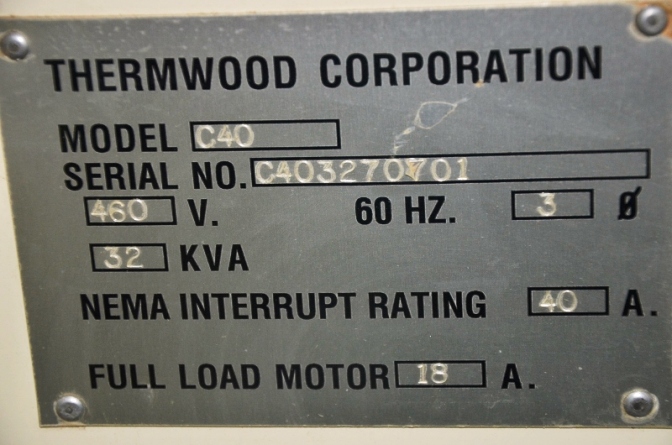 THERMWOOD CORPORATION
MODEL C40
SERIAL NO. C403270701
460 V. 60 HZ. 3 Ø
32 KVA
NEMA INTERRUPT RATING 40 A.
FULL LOAD MOTOR 18 A.